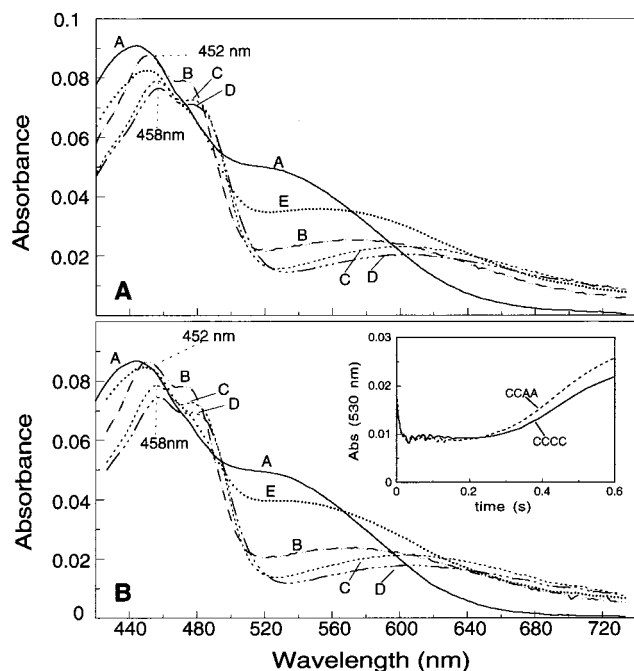 0.1
0.08
0.06
0.04
0.02
Absorbance
A
452 nm
B
C
D
458nm
A
E
B
C
D
A
0.08
0.06
0.04
0.02
0
Absorbance
A
452 nm
B
C
D
458nm
A
E
B
C
D
B
0.03
0.02
0.01
0
Abs (530 nm)
CCAA
CCCC
0 0.2 0.4 0.6
time (s)
440 480 520 560 600 640 680 720
Wavelength (nm)